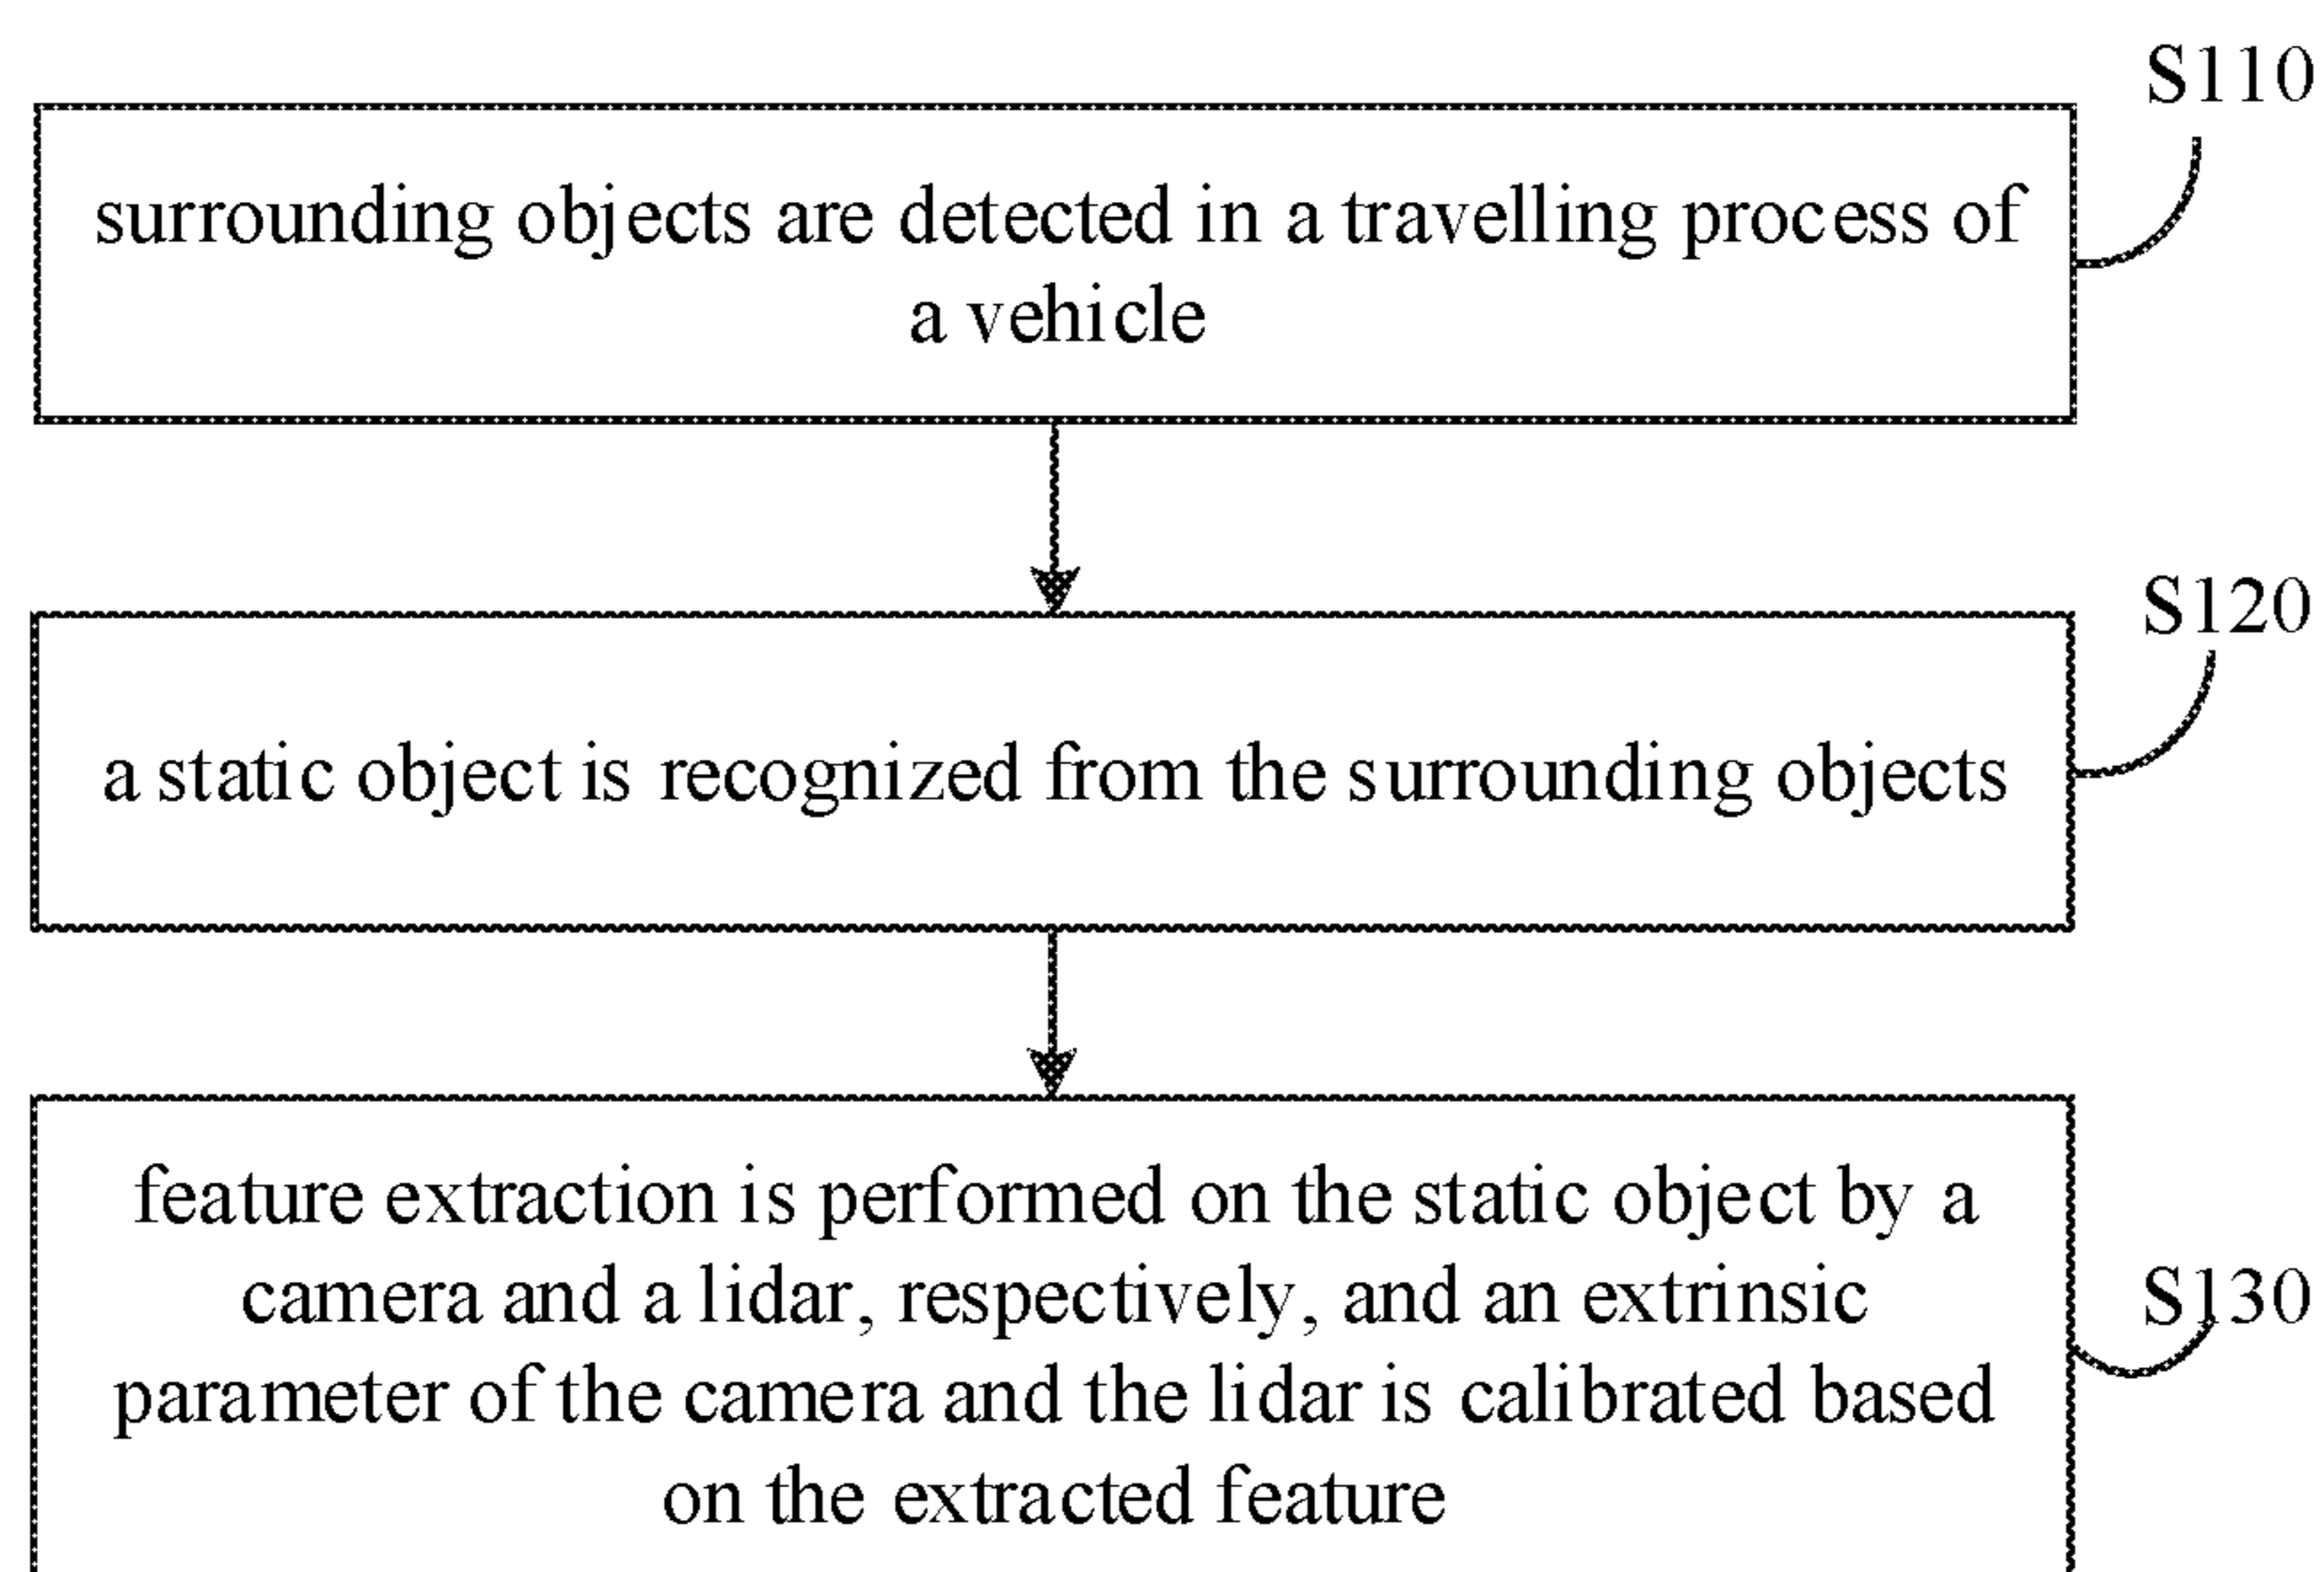 S110
surrounding objects are detected in a travelling process of
a vehicle
S120
a static object is recognized from the surrounding objects
feature extraction is performed on the static object by a
camera and a lidar, respectively, and an extrinsic
S130
parameter of the camera and the lidar is calibrated based
on the extracted feature